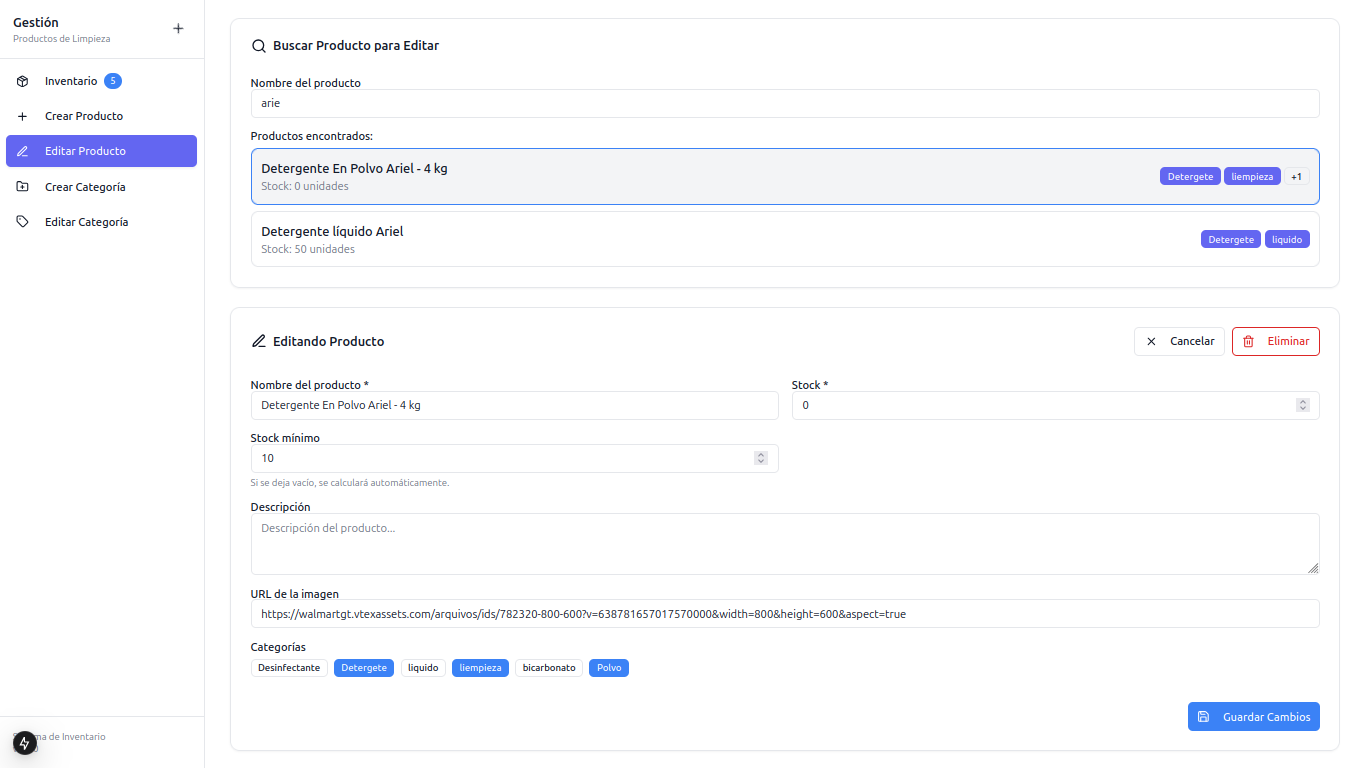 Gestión
Productos de Limpieza
Inventario 5
Crear Producto
Editar Producto
Crear Categoría
Editar Categoría
ma de Inventario
Buscar Producto para Editar
Nombre del producto
arie
Productos encontrados:
Detergente En Polvo Ariel - 4 kg
Stock: 0 unidades
Detergete liempieza +1
Detergente líquido Ariel
Stock: 50 unidades
Detergete liquido
Editando Producto
Cancelar
Eliminar
Nombre del producto *
Detergente En Polvo Ariel - 4 kg
Stock *
0
Stock mínimo
10
Si se deja vacío, se calculará automáticamente.
Descripción
Descripción del producto...
URL de la imagen
https://walmartgt.vtexassets.com/arquivos/ids/782320-800-600?v=638781657017570000&width=800&height=600&aspect=true
Categorías
Desinfectante Detergete liquido liempieza bicarbonato Polvo
Guardar Cambios